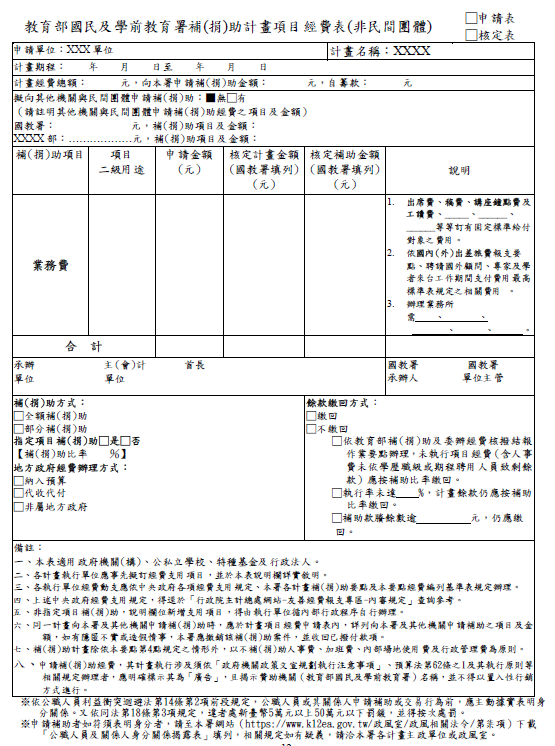 教育部國民及學前教育署補(捐)助計畫項目經費表(非民間團體)
□申請表
□核定表
申請單位：XXX 單位
計畫名稱：XXXX
計畫期程：　年　月　日至　年　月　日
計畫經費總額：　元，向本署申請補(捐)助金額：　元，自籌款：　元
擬向其他機關與民間團體申請補(捐)助：■無□有
（請註明其他機關與民間團體申請補(捐)助經費之項目及金額）
國教署：　元，補(捐)助項目及金額：
XXXX 部：………………元，補(捐)助項目及金額：
補(捐)助項目
項目
二級用途
申請金額
(元)
核定計畫金額
(國教署填列)
(元)
核定補助金額
(國教署填列)
(元)
說明
業務費
1. 出席費、稿費、講座鐘點費及
工讀費、____、_____、
_____等等訂有固定標準給付
對象之費用。
2. 依國內(外)出差旅費報支要
點、聘請國外顧問、專家及學
者來台工作期間支付費用最高
標準表規定之相關費用 。
3. 辦理業務所
需_____、_____、
_____、_____、_____。
合 計
承辦
單位
主(會)計
單位
首長
國教署
承辦人
國教署
單位主管
補(捐)助方式：
□全額補(捐)助
□部分補(捐)助
指定項目補(捐)助□是□否
【補(捐)助比率　％】
地方政府經費辦理方式：
□納入預算
□代收代付
□非屬地方政府
餘款繳回方式：
□繳回
□不繳回
□依教育部補(捐)助及委辦經費核撥結報
作業要點辦理，未執行項目經費(含人事
費未依學歷職級或期程聘用人員致剩餘
款）應按補助比率繳回。
□執行率未達____%，計畫餘款仍應按補助
比率繳回。
□補助款賸餘數逾_______元，仍應繳
回。
備註：
一、本表適用政府機關(構)、公私立學校、特種基金及行政法人。
二、各計畫執行單位應事先擬訂經費支用項目，並於本表說明欄詳實敘明。
三、各執行單位經費動支應依中央政府各項經費支用規定、本署各計畫補(捐)助要點及本要點經費編列基準表規定辦理。
四、上述中央政府經費支用規定，得逕於「行政院主計總處網站-友善經費報支專區-內審規定」查詢參考。
五、非指定項目補(捐)助，說明欄位新增支用項目，得由執行單位循內部行政程序自行辦理。
六、同一計畫向本署及其他機關申請補(捐)助時，應於計畫項目經費申請表內，詳列向本署及其他機關申請補助之項目及金
額，如有隱匿不實或造假情事，本署應撤銷該補(捐)助案件，並收回已撥付款項。
七、補(捐)助計畫除依本要點第4點規定之情形外，以不補(捐)助人事費、加班費、內部場地使用費及行政管理費為原則。
八、申請補(捐)助經費，其計畫執行涉及須依「政府機關政策文宣規劃執行注意事項」、預算法第62條之1及其執行原則等
相關規定辦理者，應明確標示其為「廣告」，且揭示贊助機關（教育部國民及學前教育署）名稱，並不得以置入性行銷
方式進行。
※依公職人員利益衝突迴避法第14條第2項前段規定，公職人員或其關係人申請補助或交易行為前，應主動據實表明身
分關係。又依同法第18條第3項規定，違者處新臺幣5萬元以上50萬元以下罰鍰，並得按次處罰。
※申請補助者如符須表明身分者，請至本署網站（https://www.k12ea.gov.tw/政風室/政風相關法令/第壹項）下載
「公職人員及關係人身分關係揭露表」填列，相關規定如有疑義，請洽本署各計畫主政單位或政風室。